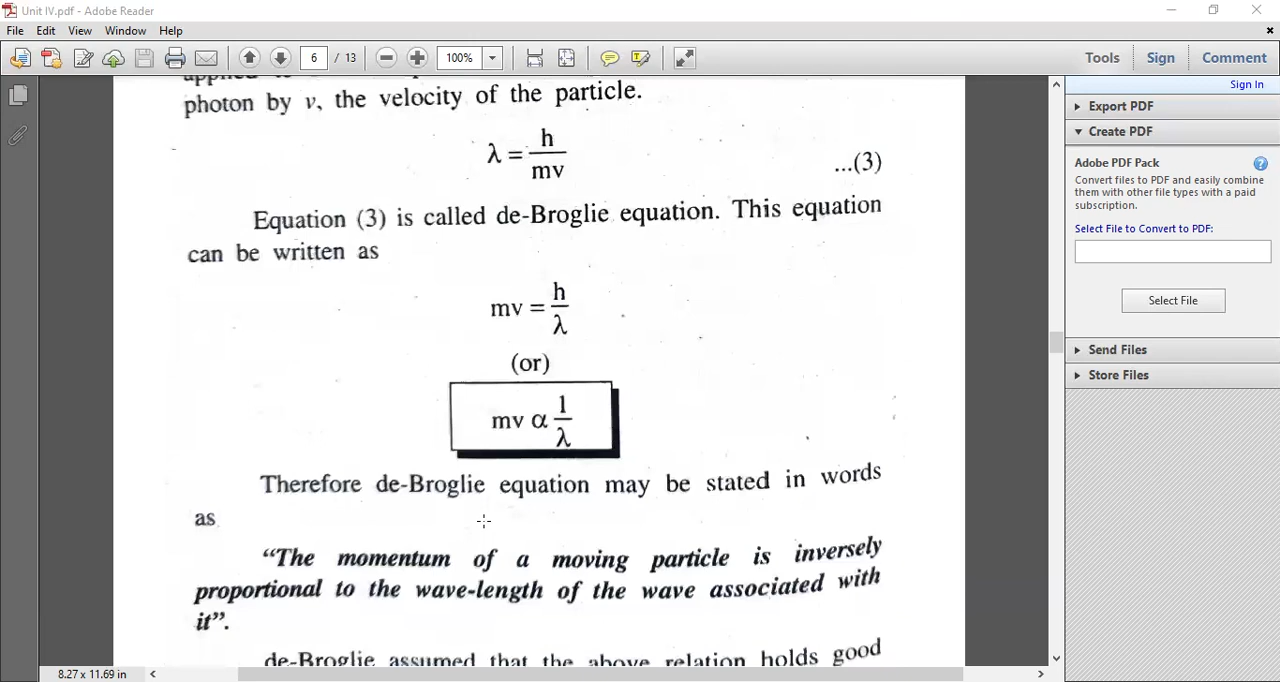 Unit IV.pdf - Adobe Reader
File Edit View Window Help
6 / 13 100% Tools Sign Comment
Sign In
Export PDF
Create PDF
Adobe PDF Pack
Convert files to PDF and easily combine
them with other file types with a paid
subscription.
Select File to Convert to PDF:
Select File
Send Files
Store Files
photon by v, the velocity of the particle.
λ = h/mv ...(3)
Equation (3) is called de-Broglie equation. This equation
can be written as
mv = h/λ
(or)
mv α 1/λ
Therefore de-Broglie equation may be stated in words
as
“The momentum of a moving particle is inversely
proportional to the wave-length of the wave associated with
it”.
de-Broglie assumed that the above relation holds good
8.27 x 11.69 in